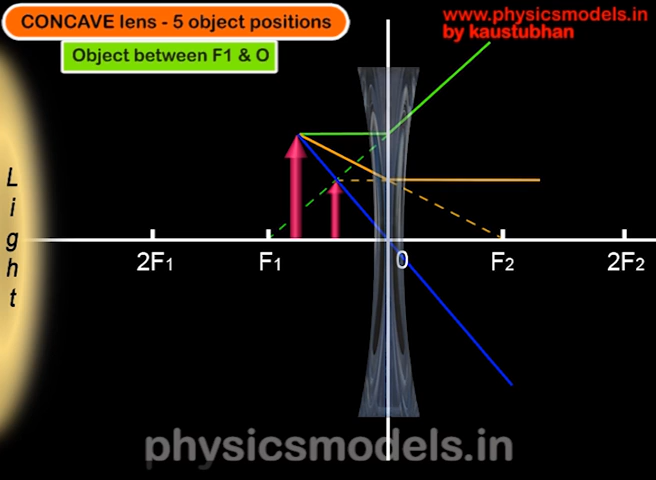 CONCAVE lens - 5 object positions
www.physicsmodels.in
by kaustubhan
Object between F1 & O
Light
2F1 F1 0 F2 2F2
physicsmodels.in